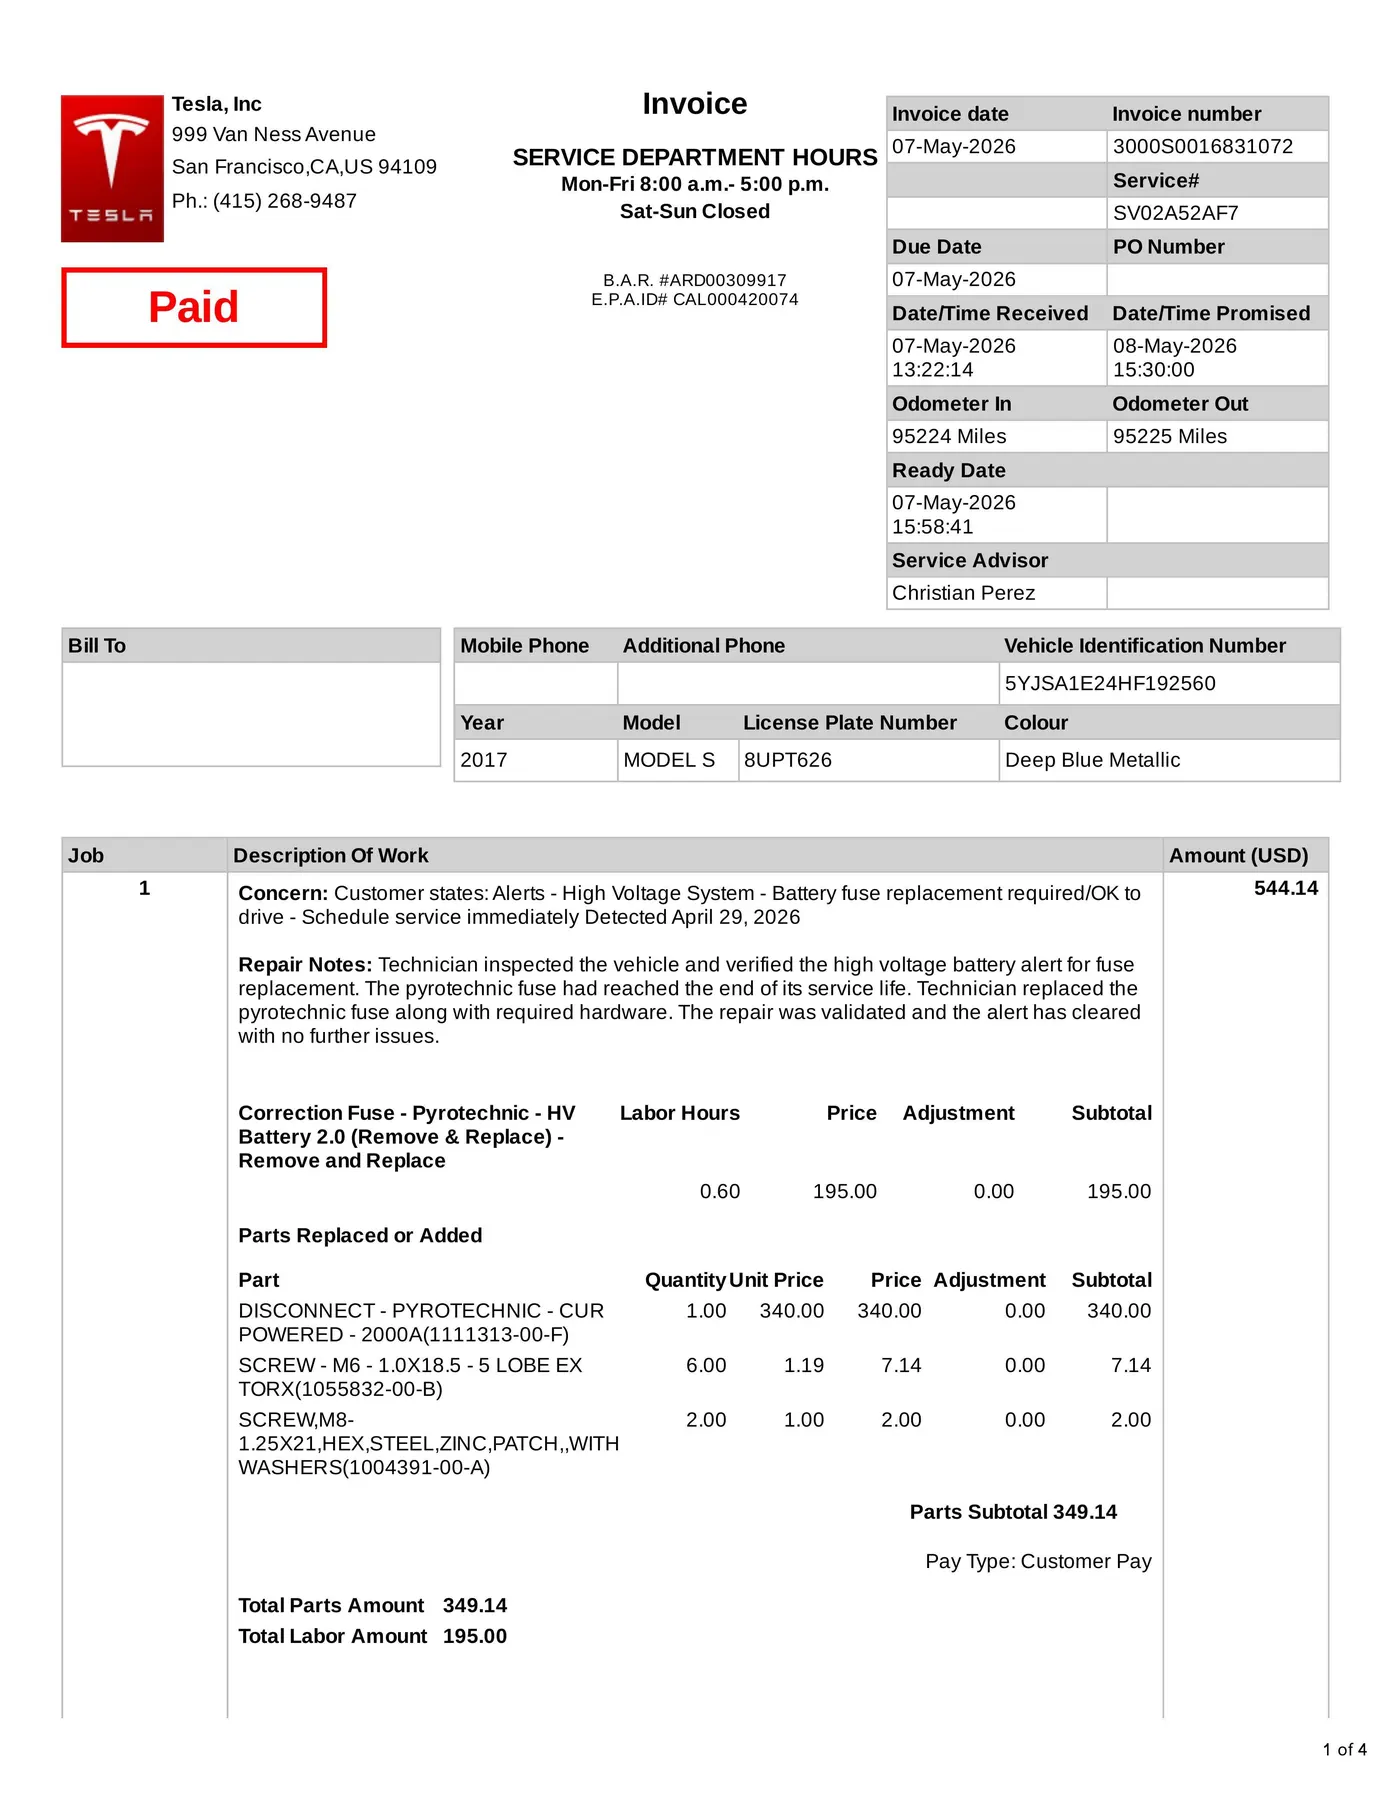 TESLA
Tesla, Inc
999 Van Ness Avenue
San Francisco,CA,US 94109
Ph.: (415) 268-9487
Paid
Invoice
SERVICE DEPARTMENT HOURS
Mon-Fri 8:00 a.m.- 5:00 p.m.
Sat-Sun Closed
B.A.R. #ARD00309917
E.P.A.ID# CAL000420074
Invoice date Invoice number
07-May-2026 3000S0016831072
Service#
SV02A52AF7
Due Date PO Number
07-May-2026
Date/Time Received Date/Time Promised
07-May-2026 08-May-2026
13:22:14 15:30:00
Odometer In Odometer Out
95224 Miles 95225 Miles
Ready Date
07-May-2026
15:58:41
Service Advisor
Christian Perez
Bill To
Mobile Phone Additional Phone Vehicle Identification Number
5YJSA1E24HF192560
Year Model License Plate Number Colour
2017 MODEL S 8UPT626 Deep Blue Metallic
Job Description Of Work Amount (USD)
1 Concern: Customer states: Alerts - High Voltage System - Battery fuse replacement required/OK to 544.14
drive - Schedule service immediately Detected April 29, 2026
Repair Notes: Technician inspected the vehicle and verified the high voltage battery alert for fuse
replacement. The pyrotechnic fuse had reached the end of its service life. Technician replaced the
pyrotechnic fuse along with required hardware. The repair was validated and the alert has cleared
with no further issues.
Correction Fuse - Pyrotechnic - HV Labor Hours Price Adjustment Subtotal
Battery 2.0 (Remove & Replace) -
Remove and Replace
0.60 195.00 0.00 195.00
Parts Replaced or Added
Part Quantity Unit Price Price Adjustment Subtotal
DISCONNECT - PYROTECHNIC - CUR 1.00 340.00 340.00 0.00 340.00
POWERED - 2000A(1111313-00-F)
SCREW - M6 - 1.0X18.5 - 5 LOBE EX 6.00 1.19 7.14 0.00 7.14
TORX(1055832-00-B)
SCREW,M8- 2.00 1.00 2.00 0.00 2.00
1.25X21,HEX,STEEL,ZINC,PATCH,,WITH
WASHERS(1004391-00-A)
Parts Subtotal 349.14
Pay Type: Customer Pay
Total Parts Amount 349.14
Total Labor Amount 195.00
1 of 4